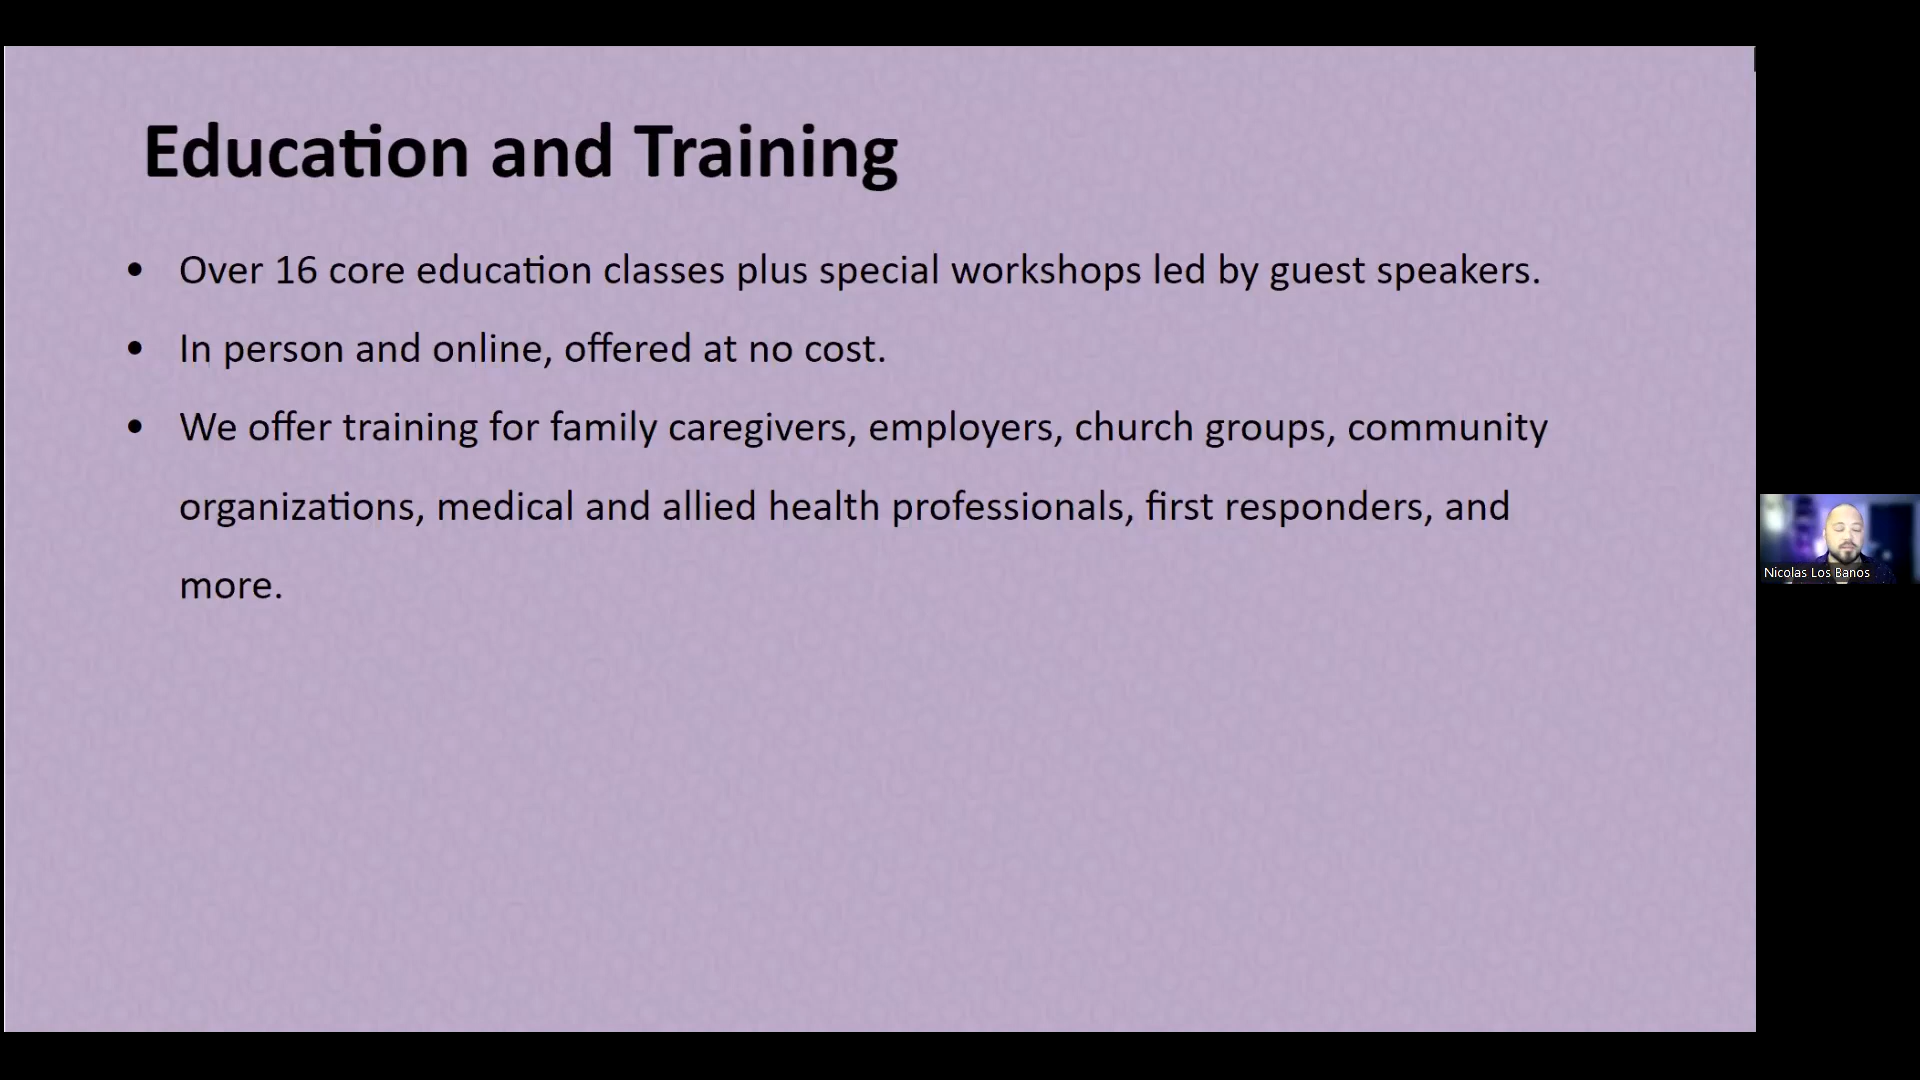 Education and Training
• Over 16 core education classes plus special workshops led by guest speakers.
• In person and online, offered at no cost.
• We offer training for family caregivers, employers, church groups, community
organizations, medical and allied health professionals, first responders, and
more.
Nicolas Los Banos